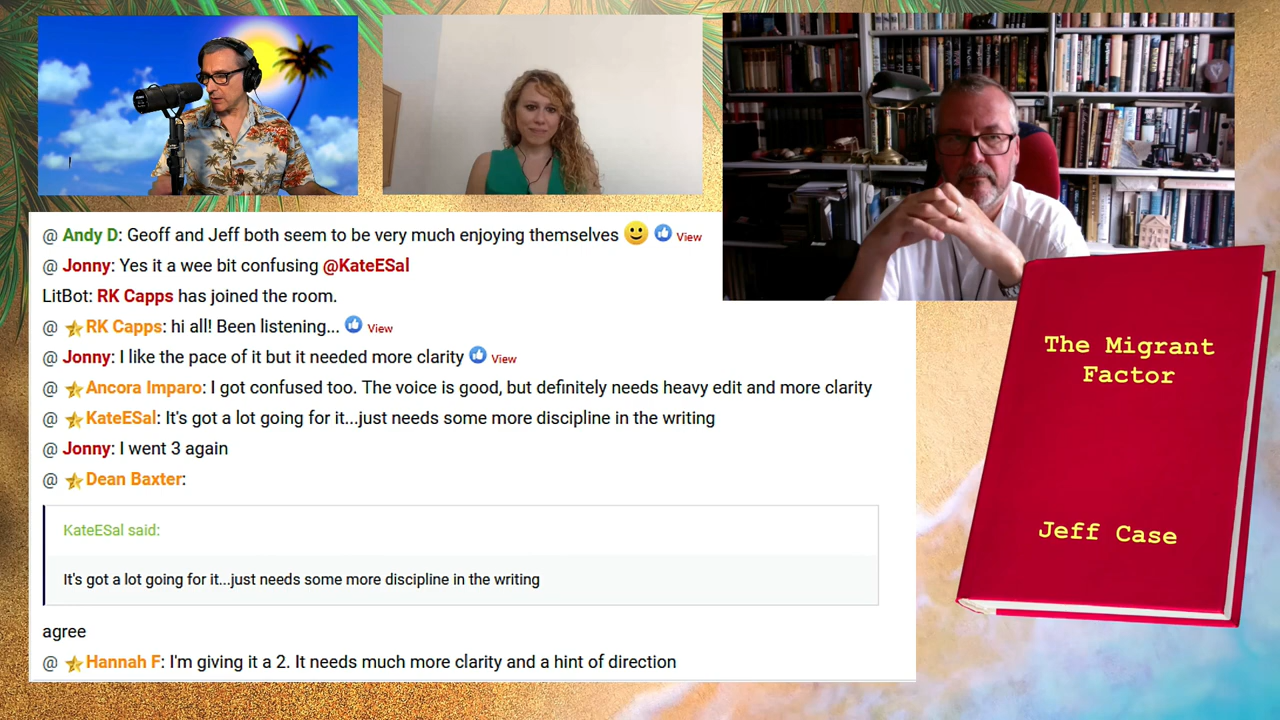 @ Andy D: Geoff and Jeff both seem to be very much enjoying themselves 🙂 View
@ Jonny: Yes it a wee bit confusing @KateESal
LitBot: RK Capps has joined the room.
@ RK Capps: hi all! Been listening... View
@ Jonny: I like the pace of it but it needed more clarity View
@ Ancora Imparo: I got confused too. The voice is good, but definitely needs heavy edit and more clarity
@ KateESal: It's got a lot going for it...just needs some more discipline in the writing
@ Jonny: I went 3 again
@ Dean Baxter:
KateESal said:
It's got a lot going for it...just needs some more discipline in the writing
agree
@ Hannah F: I'm giving it a 2. It needs much more clarity and a hint of direction
The Migrant
Factor
Jeff Case